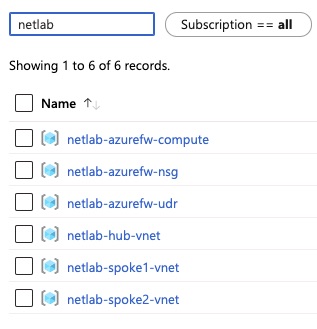 netlab
Subscription == all
Showing 1 to 6 of 6 records.
Name ↑↓
netlab-azurefw-compute
netlab-azurefw-nsg
netlab-azurefw-udr
netlab-hub-vnet
netlab-spoke1-vnet
netlab-spoke2-vnet